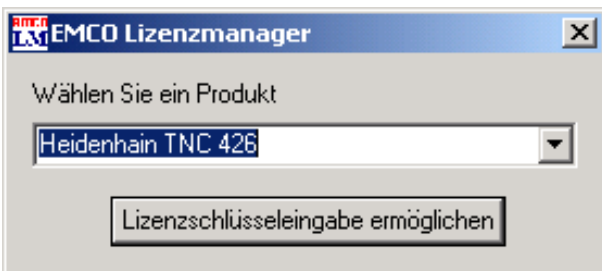 EMCO Lizenzmanager
Wählen Sie ein Produkt
Heidenhain TNC 426
Lizenzschlüsseleingabe ermöglichen